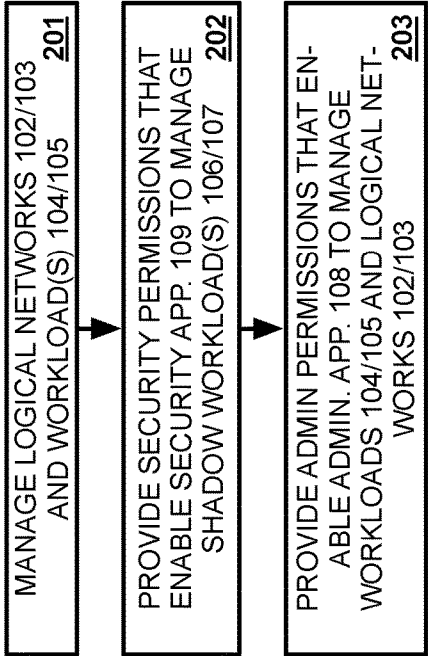 MANAGE LOGICAL NETWORKS 102/103
AND WORKLOAD(S) 104/105
201
PROVIDE SECURITY PERMISSIONS THAT
ENABLE SECURITY APP. 109 TO MANAGE
SHADOW WORKLOAD(S) 106/107
202
PROVIDE ADMIN PERMISSIONS THAT EN-
ABLE ADMIN. APP. 108 TO MANAGE
WORKLOADS 104/105 AND LOGICAL NET-
WORKS 102/103
203